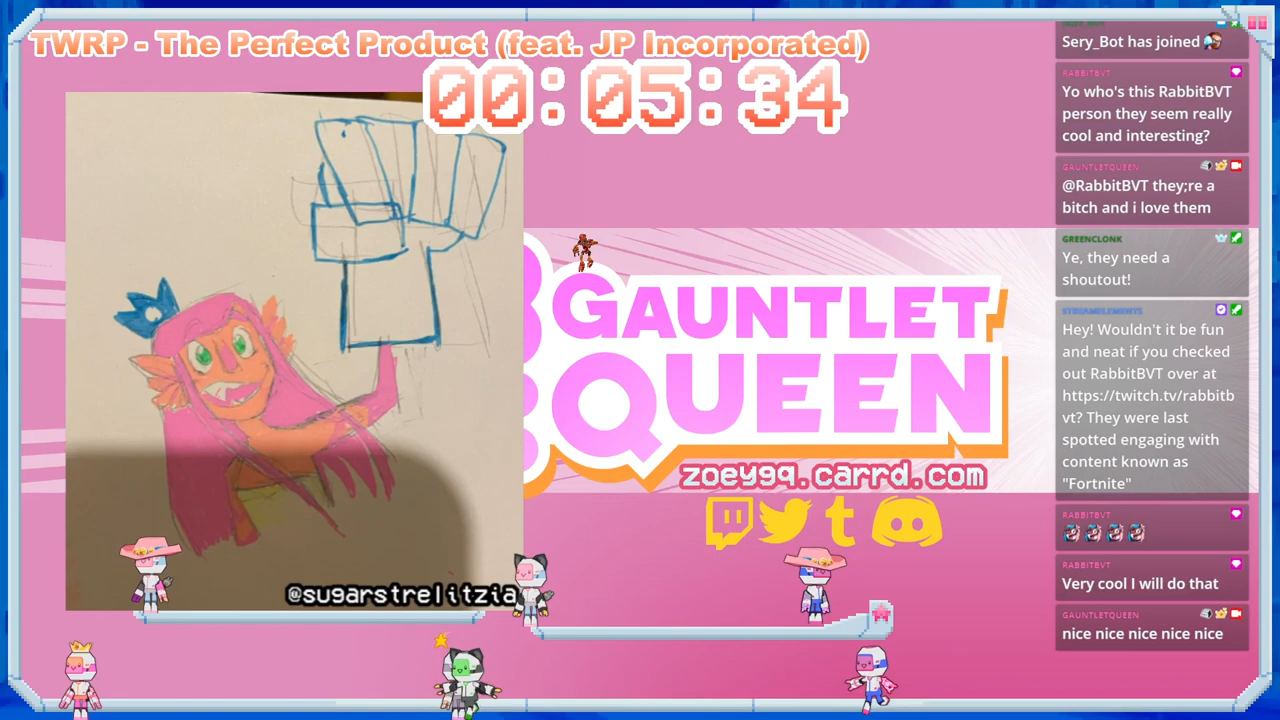 TWRP - The Perfect Product (feat. JP Incorporated)
00:05:34
GAUNTLET
QUEEN
zoey99.carrd.com
@sugarstrelitzia
Sery_Bot has joined
RABBITBVT
Yo who's this RabbitBVT
person they seem really
cool and interesting?
GAUNTLETQUEEN
@RabbitBVT they;re a
bitch and i love them
GREENCLONK
Ye, they need a
shoutout!
STREAMELEMENTS
Hey! Wouldn't it be fun
and neat if you checked
out RabbitBVT over at
https://twitch.tv/rabbitb
vt? They were last
spotted engaging with
content known as
"Fortnite"
RABBITBVT
RABBITBVT
Very cool I will do that
GAUNTLETQUEEN
nice nice nice nice nice